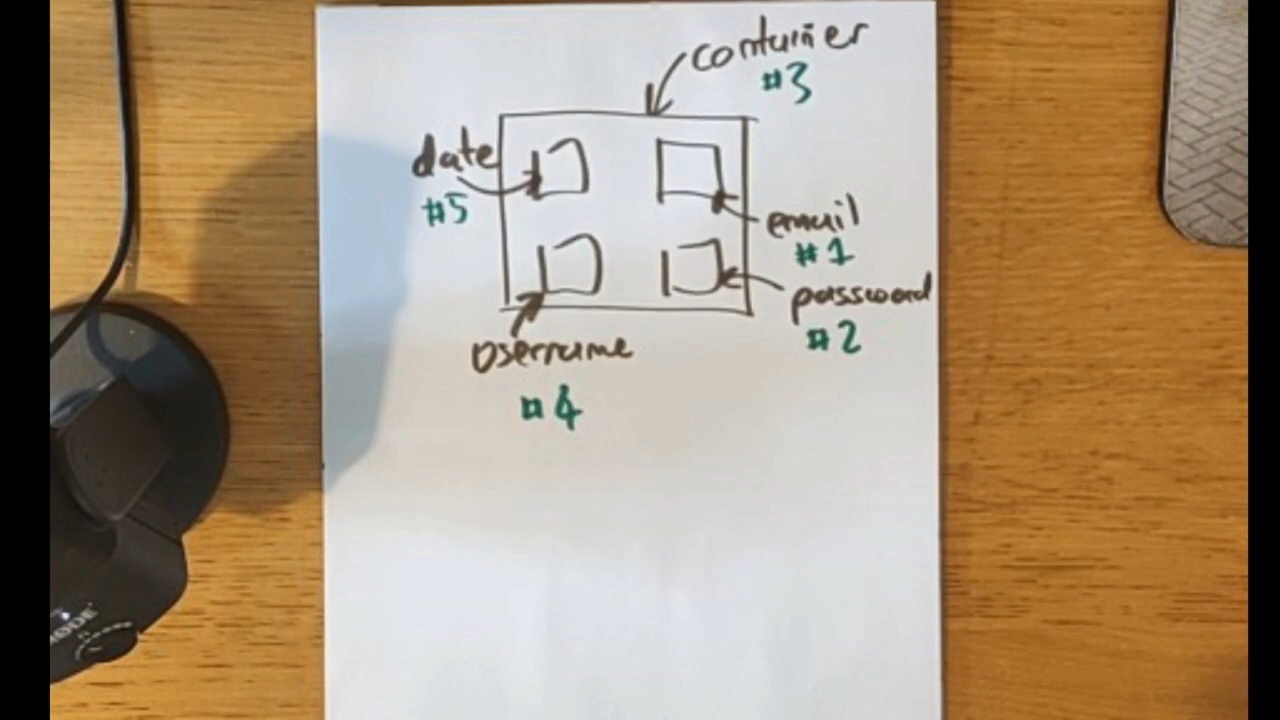 container
#3
date
#5
email
#1
password
#2
username
#4